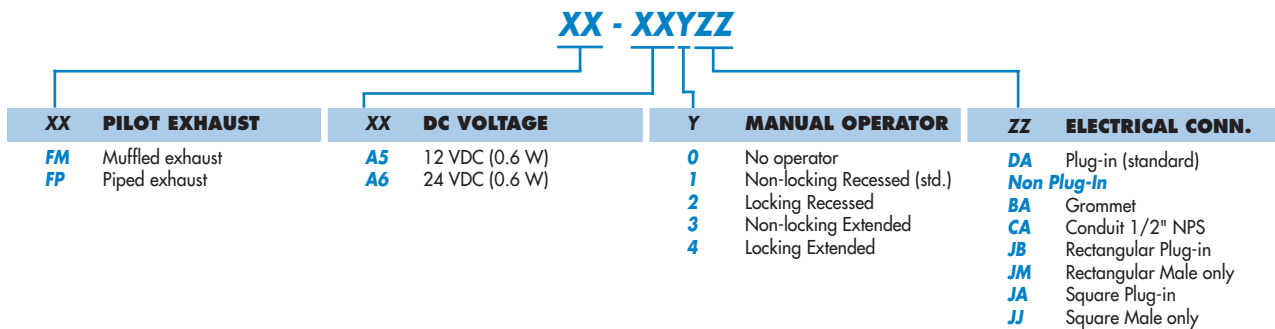 XX - XXYZZ
XX PILOT EXHAUST
FM Muffled exhaust
FP Piped exhaust
XX DC VOLTAGE
A5 12 VDC (0.6 W)
A6 24 VDC (0.6 W)
Y MANUAL OPERATOR
0 No operator
1 Non-locking Recessed (std.)
2 Locking Recessed
3 Non-locking Extended
4 Locking Extended
ZZ ELECTRICAL CONN.
DA Plug-in (standard)
Non Plug-In
BA Grommet
CA Conduit 1/2" NPS
JB Rectangular Plug-in
JM Rectangular Male only
JA Square Plug-in
JJ Square Male only